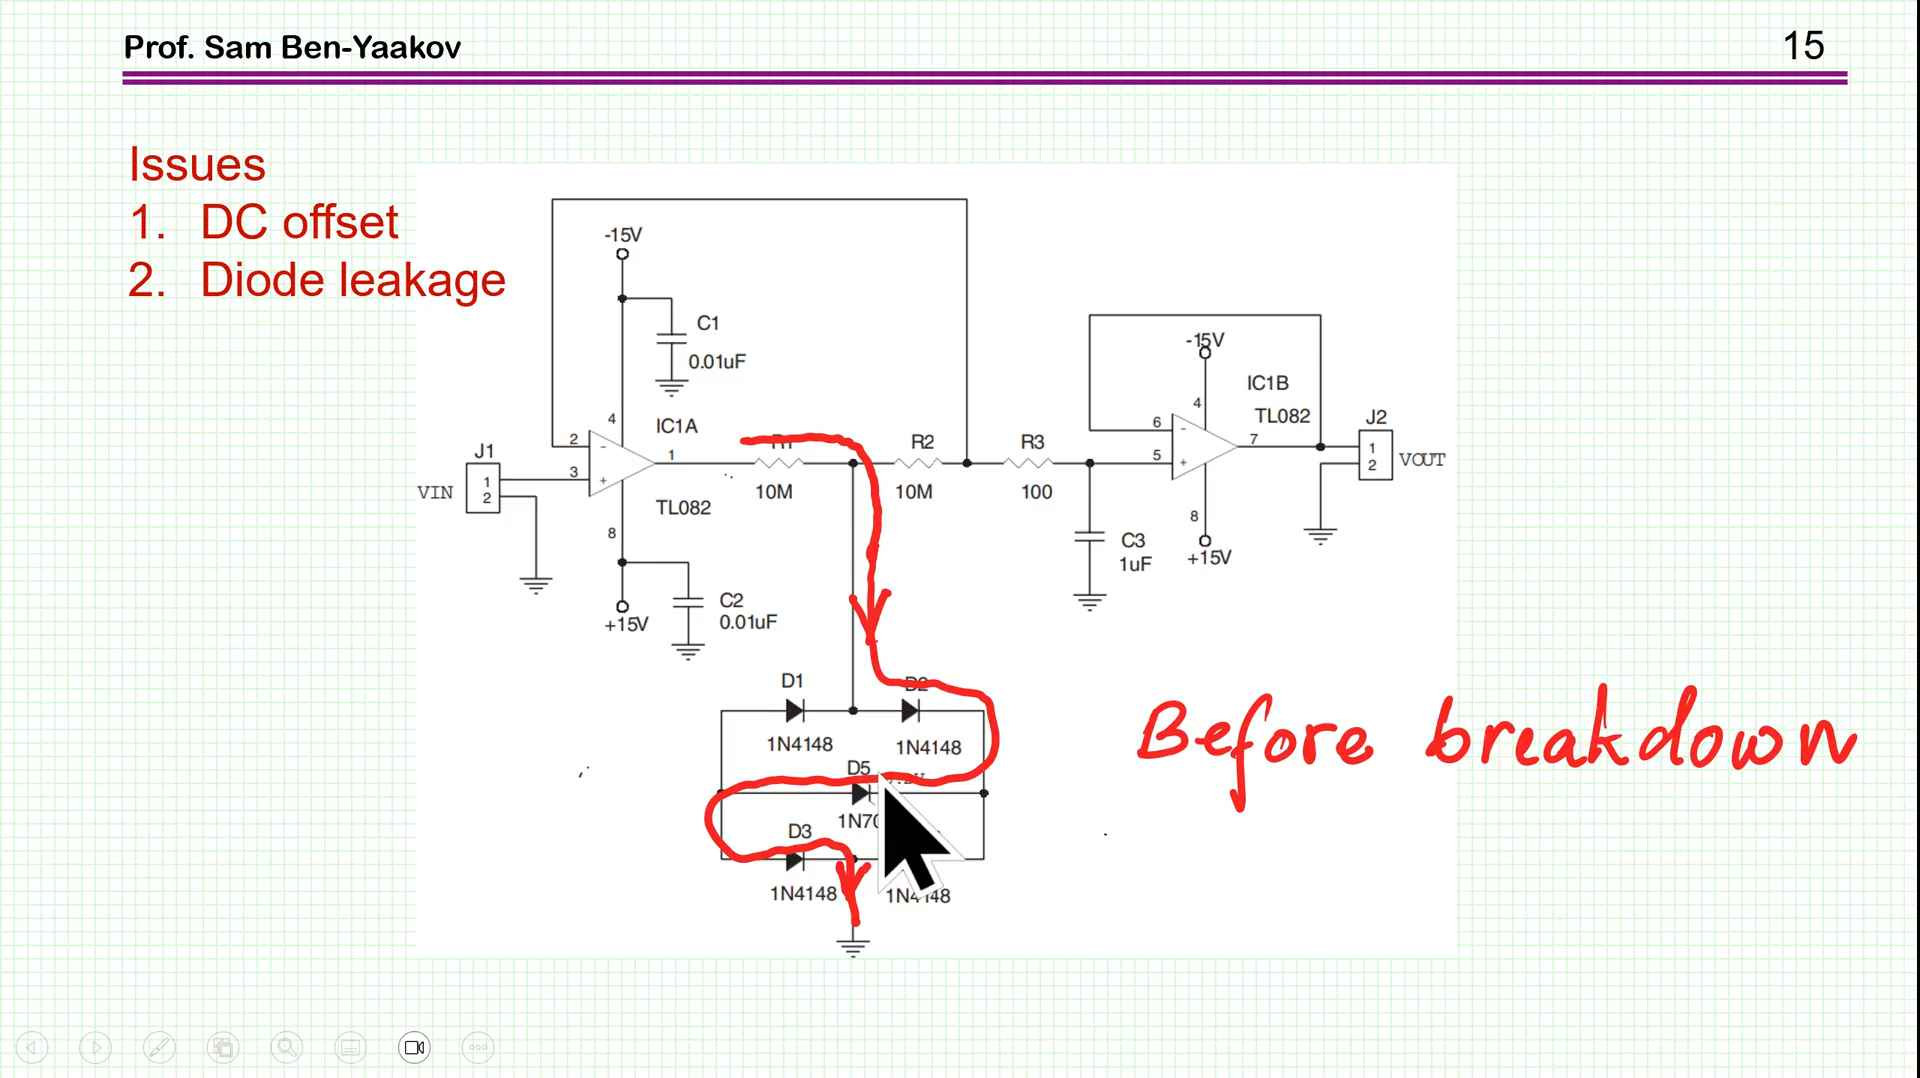 Prof. Sam Ben-Yaakov
15
Issues
1. DC offset
2. Diode leakage
-15V
C1
0.01uF
4
IC1A
2
-
1
3
+
TL082
8
+15V
C2
0.01uF
J1
1
2
VIN
10M
R2
10M
R3
100
C3
1uF
-15V
4
IC1B
TL082
6
-
5
+
7
8
+15V
J2
1
2
VOUT
D1
1N4148
1N4148
D5
D3
1N4148
Before breakdown